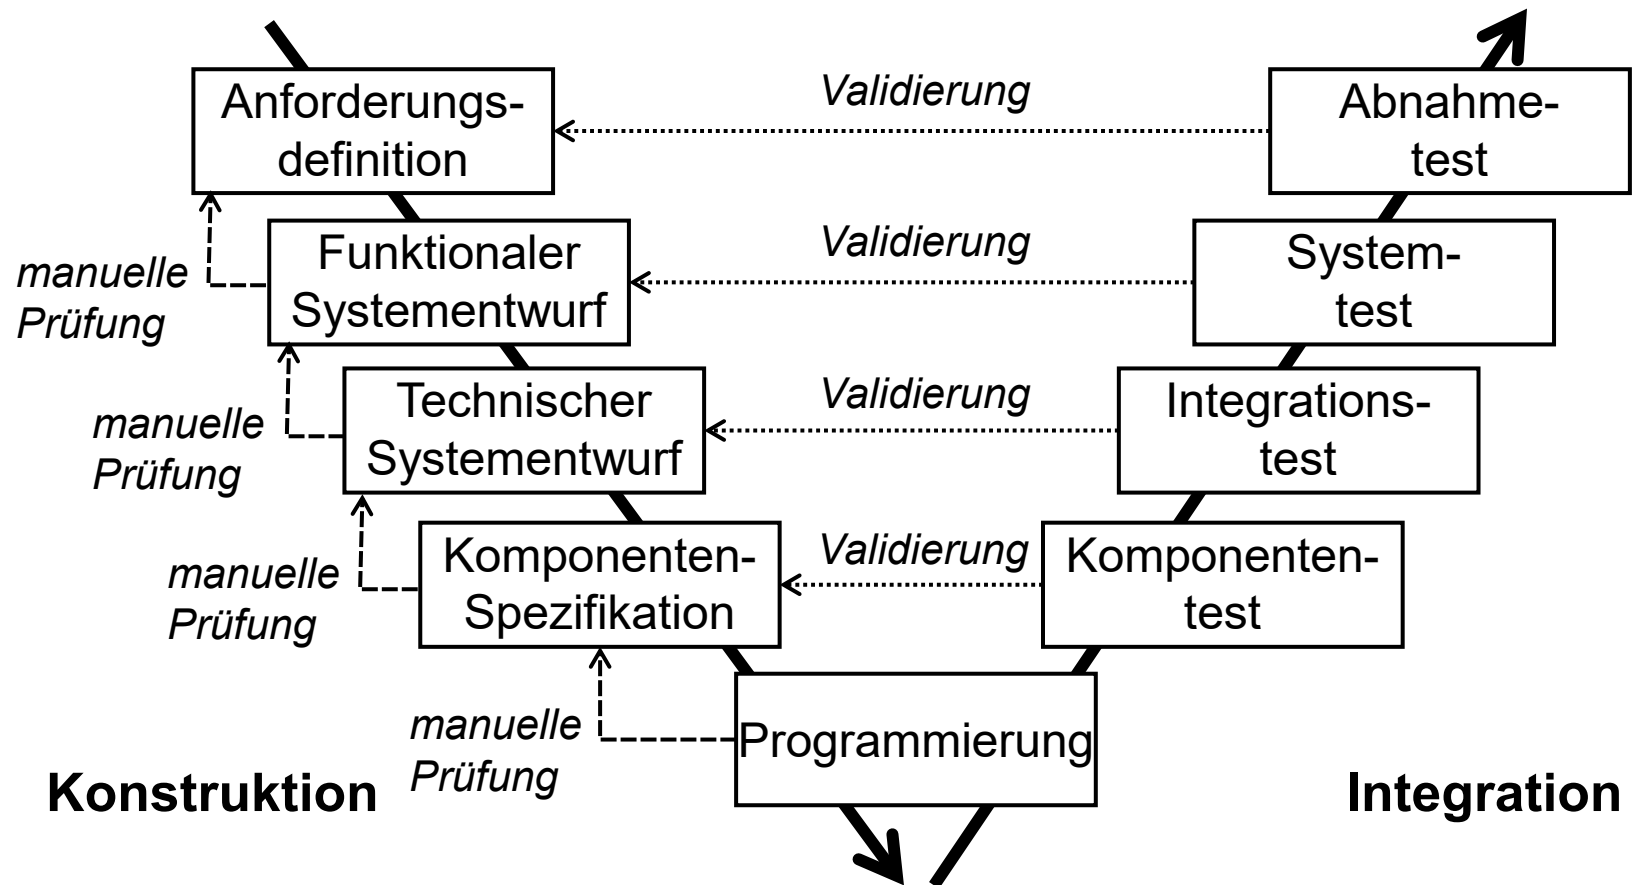 Anforderungs-
definition
Validierung
Abnahme-
test
manuelle
Prüfung
Funktionaler
Systementwurf
Validierung
System-
test
manuelle
Prüfung
Technischer
Systementwurf
Validierung
Integrations-
test
manuelle
Prüfung
Komponenten-
Spezifikation
Validierung
Komponenten-
test
manuelle
Prüfung
Programmierung
Konstruktion
Integration